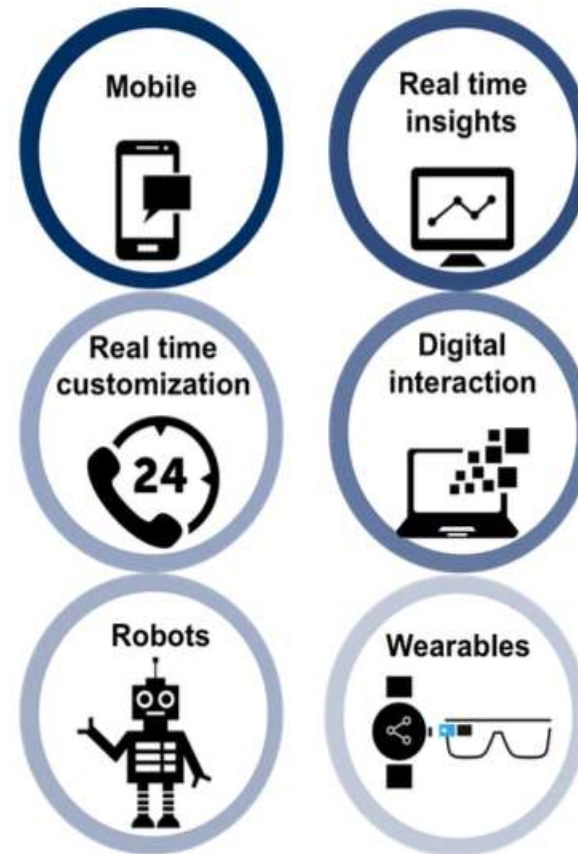 Mobile
Real time
insights
Real time
customization
24
Digital
interaction
Robots
Wearables